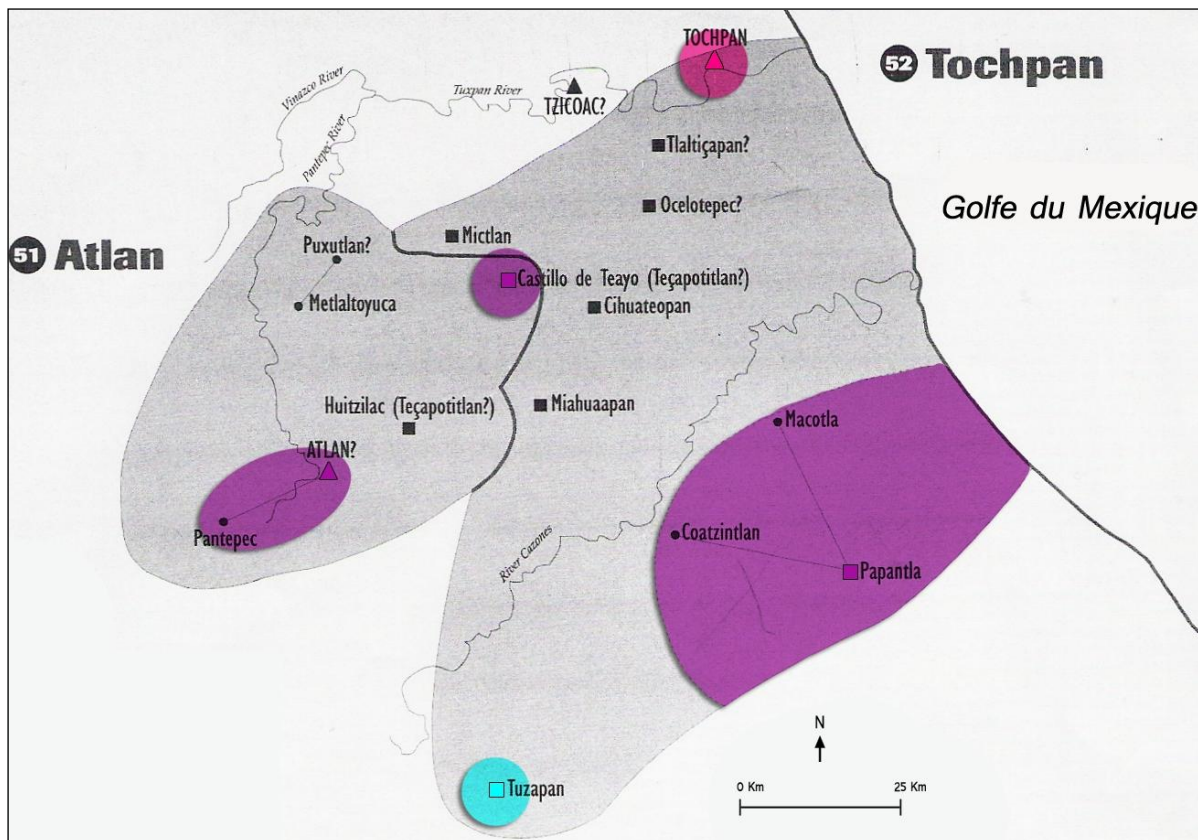 TOCHPAN
52 Tochpan
Vinazco River
Tuxpan River
TZICOAC?
Pantepec River
Tlaltiçapan?
Ocelotepec?
Golfe du Mexique
51 Atlan
Puxutlan?
Mictlan
Castillo de Teayo (Teçapotitlan?)
Metlaltoyuca
Cihuateopan
Huitzilac (Teçapotitlan?)
Miahuaapan
Macotla
ATLAN?
Pantepec
Coatzintlan
River Cazones
Papantla
N
Tuzapan
0 Km
25 Km